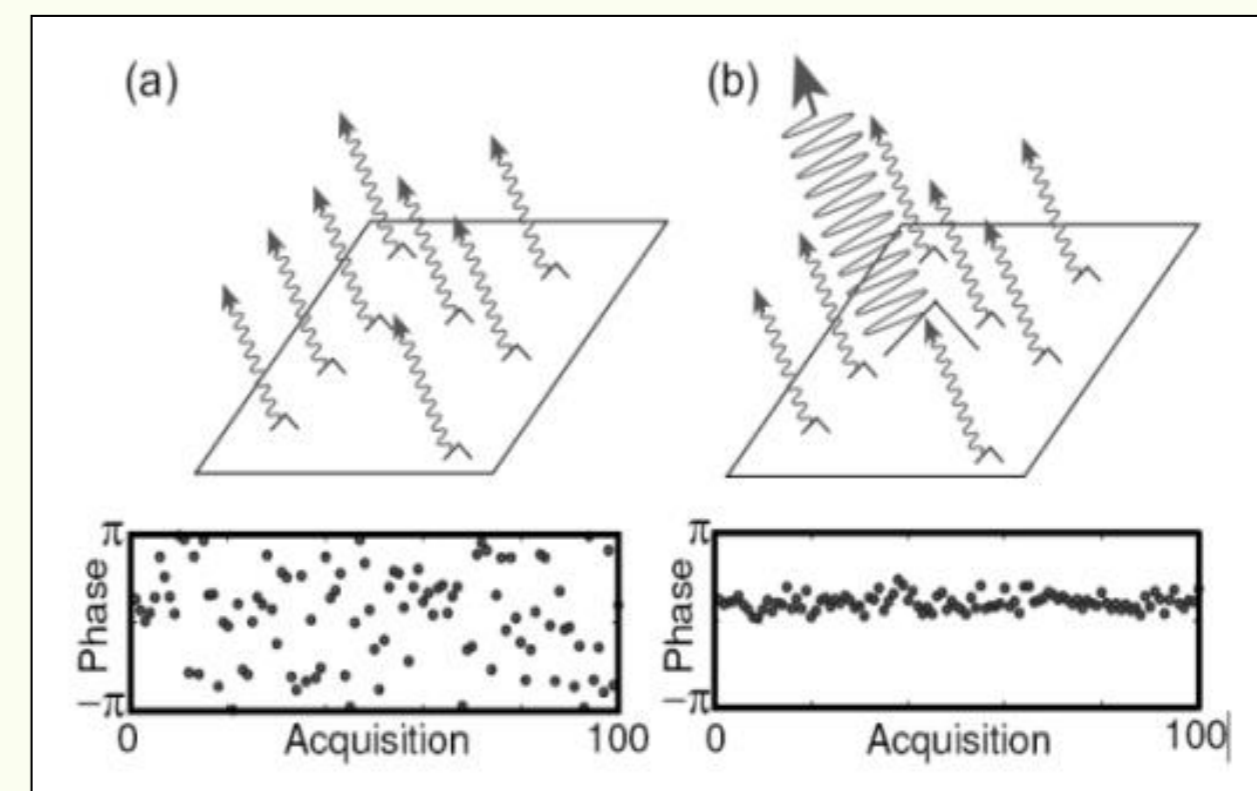 (a)
(b)
π
Phase
−π
0
Acquisition
100
π
Phase
−π
0
Acquisition
100